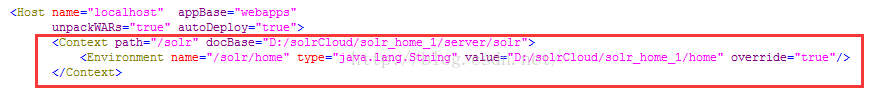 <Host name="localhost"  appBase="webapps"
unpackWARs="true" autoDeploy="true">
<Context path="/solr" docBase="D:/solrCloud/solr_home_1/server/solr">
<Environment name="/solr/home" type="java.lang.String" value="D:/solrCloud/solr_home_1/home" override="true"/>
</Context>